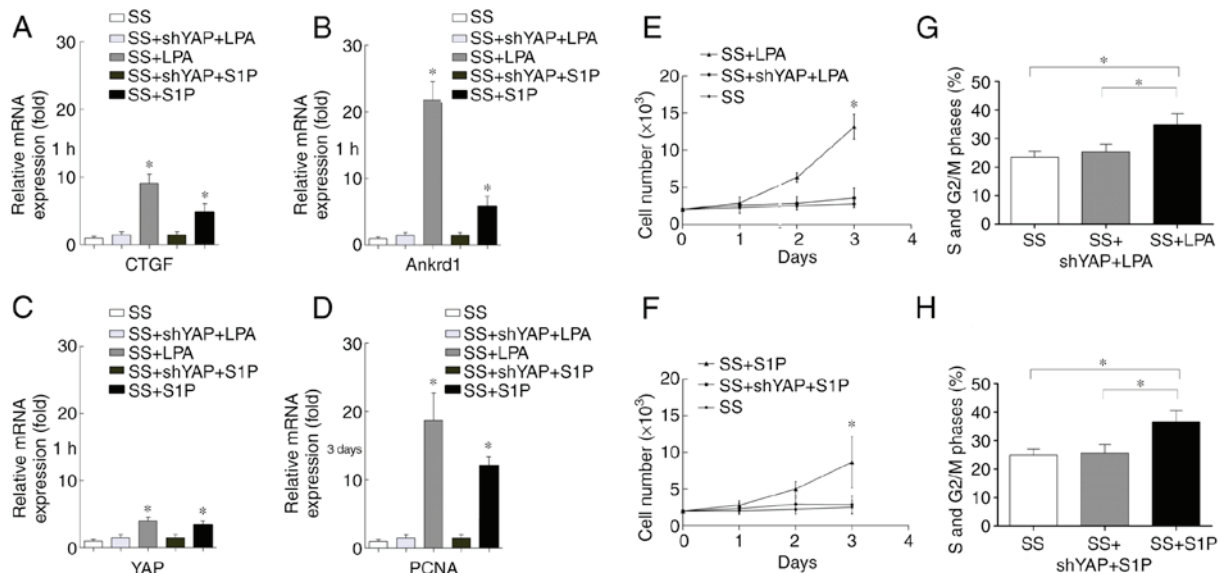 A
SS
SS+shYAP+LPA
SS+LPA
SS+shYAP+S1P
SS+S1P
Relative mRNA
expression (fold)
1 h
30
20
10
0
*
*
CTGF
B
SS
SS+shYAP+LPA
SS+LPA
SS+shYAP+S1P
SS+S1P
Relative mRNA
expression (fold)
1 h
30
20
10
0
*
*
Ankrd1
E
SS+LPA
SS+shYAP+LPA
SS
Cell number (×10³)
15
10
5
0
*
0 1 2 3 4
Days
G
S and G2/M phases (%)
50
40
30
20
10
0
*
*
SS
SS+
shYAP+LPA
SS+LPA
C
SS
SS+shYAP+LPA
SS+LPA
SS+shYAP+S1P
SS+S1P
Relative mRNA
expression (fold)
1 h
30
20
10
0
*
*
YAP
D
SS
SS+shYAP+LPA
SS+LPA
SS+shYAP+S1P
SS+S1P
Relative mRNA
expression (fold)
3 days
30
20
10
0
*
*
PCNA
F
SS+S1P
SS+shYAP+S1P
SS
Cell number (×10³)
15
10
5
0
*
0 1 2 3 4
Days
H
S and G2/M phases (%)
50
40
30
20
10
0
*
*
SS
SS+
shYAP+S1P
SS+S1P